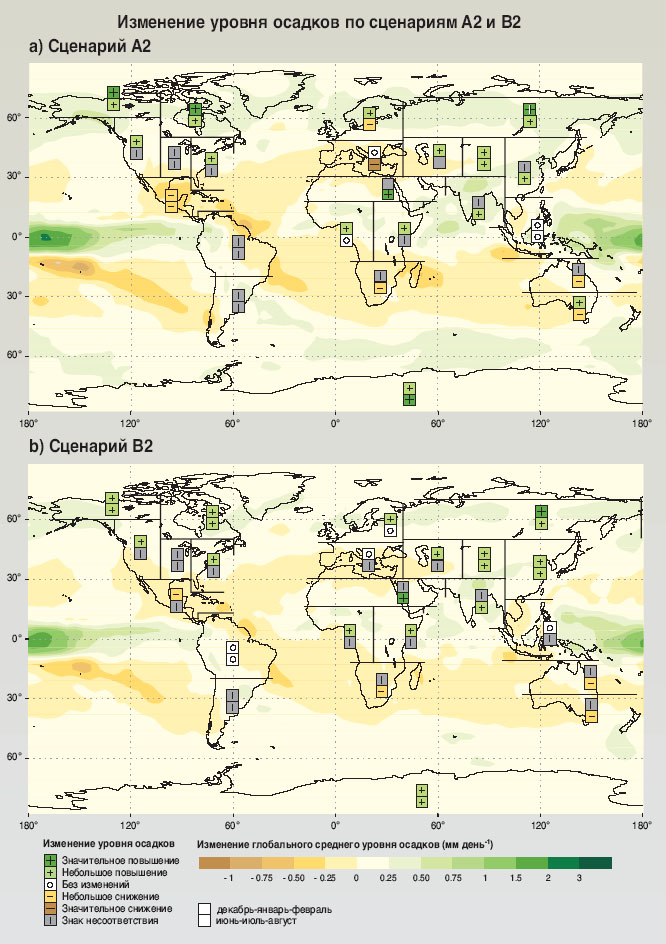 Изменение уровня осадков по сценариям А2 и В2
a) Сценарий А2
60°
30°
0°
30°
60°
180° 120° 60° 0° 60° 120° 180°
b) Сценарий В2
60°
30°
0°
30°
60°
180° 120° 60° 0° 60° 120° 180°
Изменение уровня осадков
Значительное повышение
Небольшое повышение
Без изменений
Небольшое снижение
Значительное снижение
Знак несоответствия
Изменение глобального среднего уровня осадков (мм день⁻¹)
- 1 - 0.75 - 0.50 - 0.25 0 0.25 0.50 0.75 1 1.5 2 3
декабрь-январь-февраль
июнь-июль-август